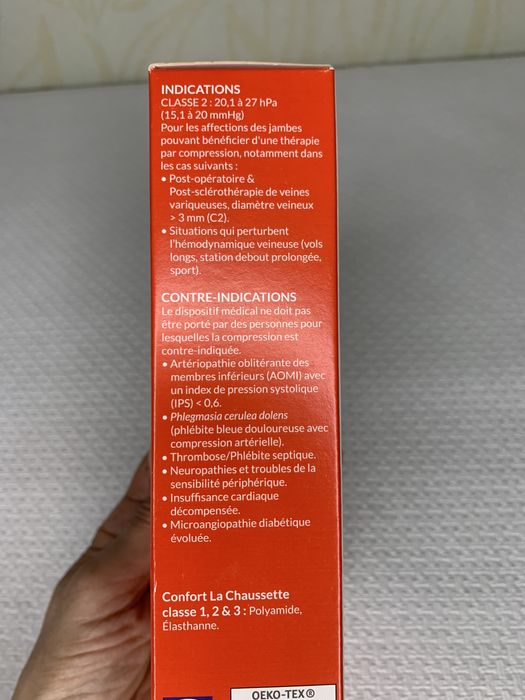 INDICATIONS
CLASSE 2 : 20,1 à 27 hPa
(15,1 à 20 mmHg)
Pour les affections des jambes
pouvant bénéficier d'une thérapie
par compression, notamment dans
les cas suivants :
• Post-opératoire &
Post-sclérothérapie de veines
variqueuses, diamètre veineux
> 3 mm (C2).
• Situations qui perturbent
l'hémodynamique veineuse (vols
longs, station debout prolongée,
sport).
CONTRE-INDICATIONS
Le dispositif médical ne doit pas
être porté par des personnes pour
lesquelles la compression est
contre-indiquée.
• Artériopathie oblitérante des
membres inférieurs (AOMI) avec
un index de pression systolique
(IPS) < 0,6.
• Phlegmasia cerulea dolens
(phlébite bleue douloureuse avec
compression artérielle).
• Thrombose/Phlébite septique.
• Neuropathies et troubles de la
sensibilité périphérique.
• Insuffisance cardiaque
décompensée.
• Microangiopathie diabétique
évoluée.
Confort La Chaussette
classe 1, 2 & 3 : Polyamide,
Élasthanne.
OEKO-TEX®